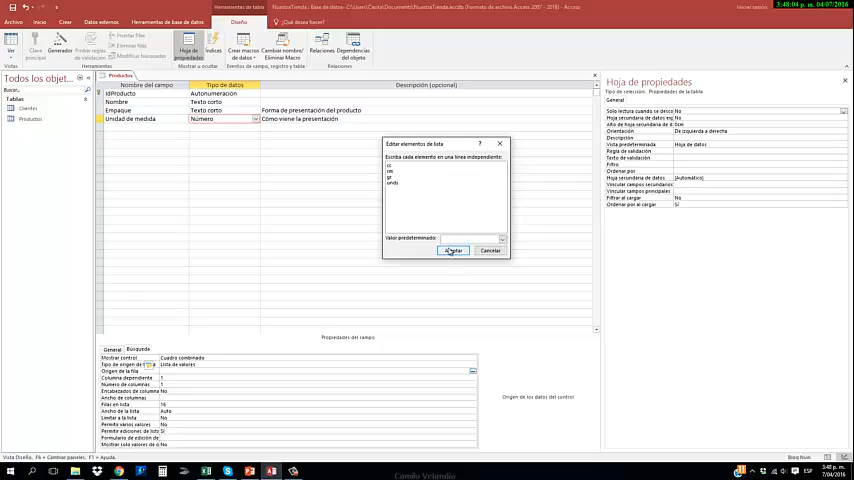 3:48:04 p.m. 04/07/2016
Herramientas de tabla
NuestraTienda : Base de datos- C:\Users\Casita\Documents\NuestraTienda.accdb (Formato de archivo Access 2007 - 2016) - Access
Iniciar sesión
Archivo Inicio Crear Datos externos Herramientas de base de datos Diseño ¿Qué desea hacer?
Ver
Clave principal
Generador
Probar reglas de validación
Insertar filas
Eliminar filas
Modificar búsquedas
Hoja de propiedades
Índices
Crear macros de datos
Cambiar nombre/ Eliminar Macro
Relaciones
Dependencias del objeto
Vistas
Herramientas
Mostrar u ocultar
Eventos de campo, registro y tabla
Relaciones
Todos los objet...
Buscar...
Tablas
Clientes
Productos
Productos
Nombre del campo Tipo de datos Descripción (opcional)
IdProducto Autonumeración
Nombre Texto corto
Empaque Texto corto Forma de presentación del producto
Unidad de medida Número Cómo viene la presentación
Editar elementos de lista ?
Escriba cada elemento en una línea independiente:
cc
cm
gr
unds
Valor predeterminado:
Aceptar Cancelar
Propiedades del campo
General Búsqueda
Mostrar control Cuadro combinado
Tipo de origen de Lista de valores
Origen de la fila
Columna dependiente 1
Número de columnas 1
Encabezados de columna No
Ancho de columnas
Filas en lista 16
Ancho de la lista Auto
Limitar a la lista No
Permitir varios valores No
Permitir ediciones de lista Sí
Formulario de edición de
Mostrar solo valores de o No
Origen de los datos del control
Hoja de propiedades
Tipo de selección: Propiedades de la tabla
General
Solo lectura cuando se desco No
Hoja secundaria de datos ex No
Alto de hoja secundaria de d 0cm
Orientación De izquierda a derecha
Descripción
Vista predeterminada Hoja de datos
Regla de validación
Texto de validación
Filtro
Ordenar por
Hoja secundaria de datos [Automático]
Vincular campos secundarios
Vincular campos principales
Filtrar al cargar No
Ordenar por al cargar Sí
Vista Diseño. F6 = Cambiar paneles. F1 = Ayuda.
Bloq Num
Camilo Velandia
ESP
3:48 p.m.
7/04/2016